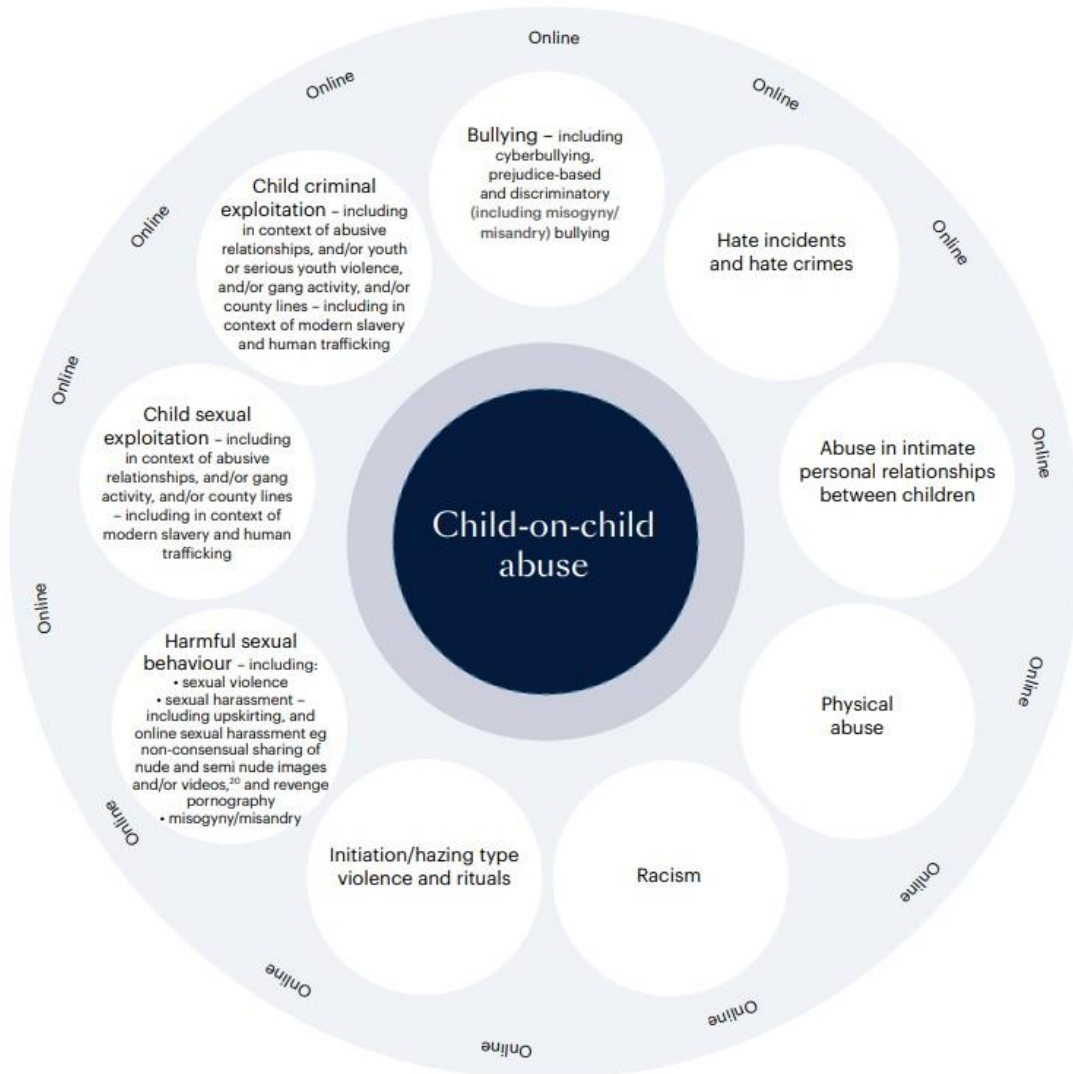 Online
Online
Online
Online
Online
Online
Online
Online
Online
Online
Online
Online
Online
Online
Bullying – including
cyberbullying,
prejudice-based
and discriminatory
(including misogyny/
misandry) bullying
Hate incidents
and hate crimes
Abuse in intimate
personal relationships
between children
Physical
abuse
Racism
Initiation/hazing type
violence and rituals
Harmful sexual
behaviour – including:
• sexual violence
• sexual harassment –
including upskirting, and
online sexual harassment eg
non-consensual sharing of
nude and semi nude images
and/or videos,²⁰ and revenge
pornography
• misogyny/misandry
Child sexual
exploitation – including
in context of abusive
relationships, and/or gang
activity, and/or county lines
– including in context of
modern slavery and human
trafficking
Child criminal
exploitation – including
in context of abusive
relationships, and/or youth
or serious youth violence,
and/or gang activity, and/or
county lines – including in
context of modern slavery
and human trafficking
Child-on-child
abuse